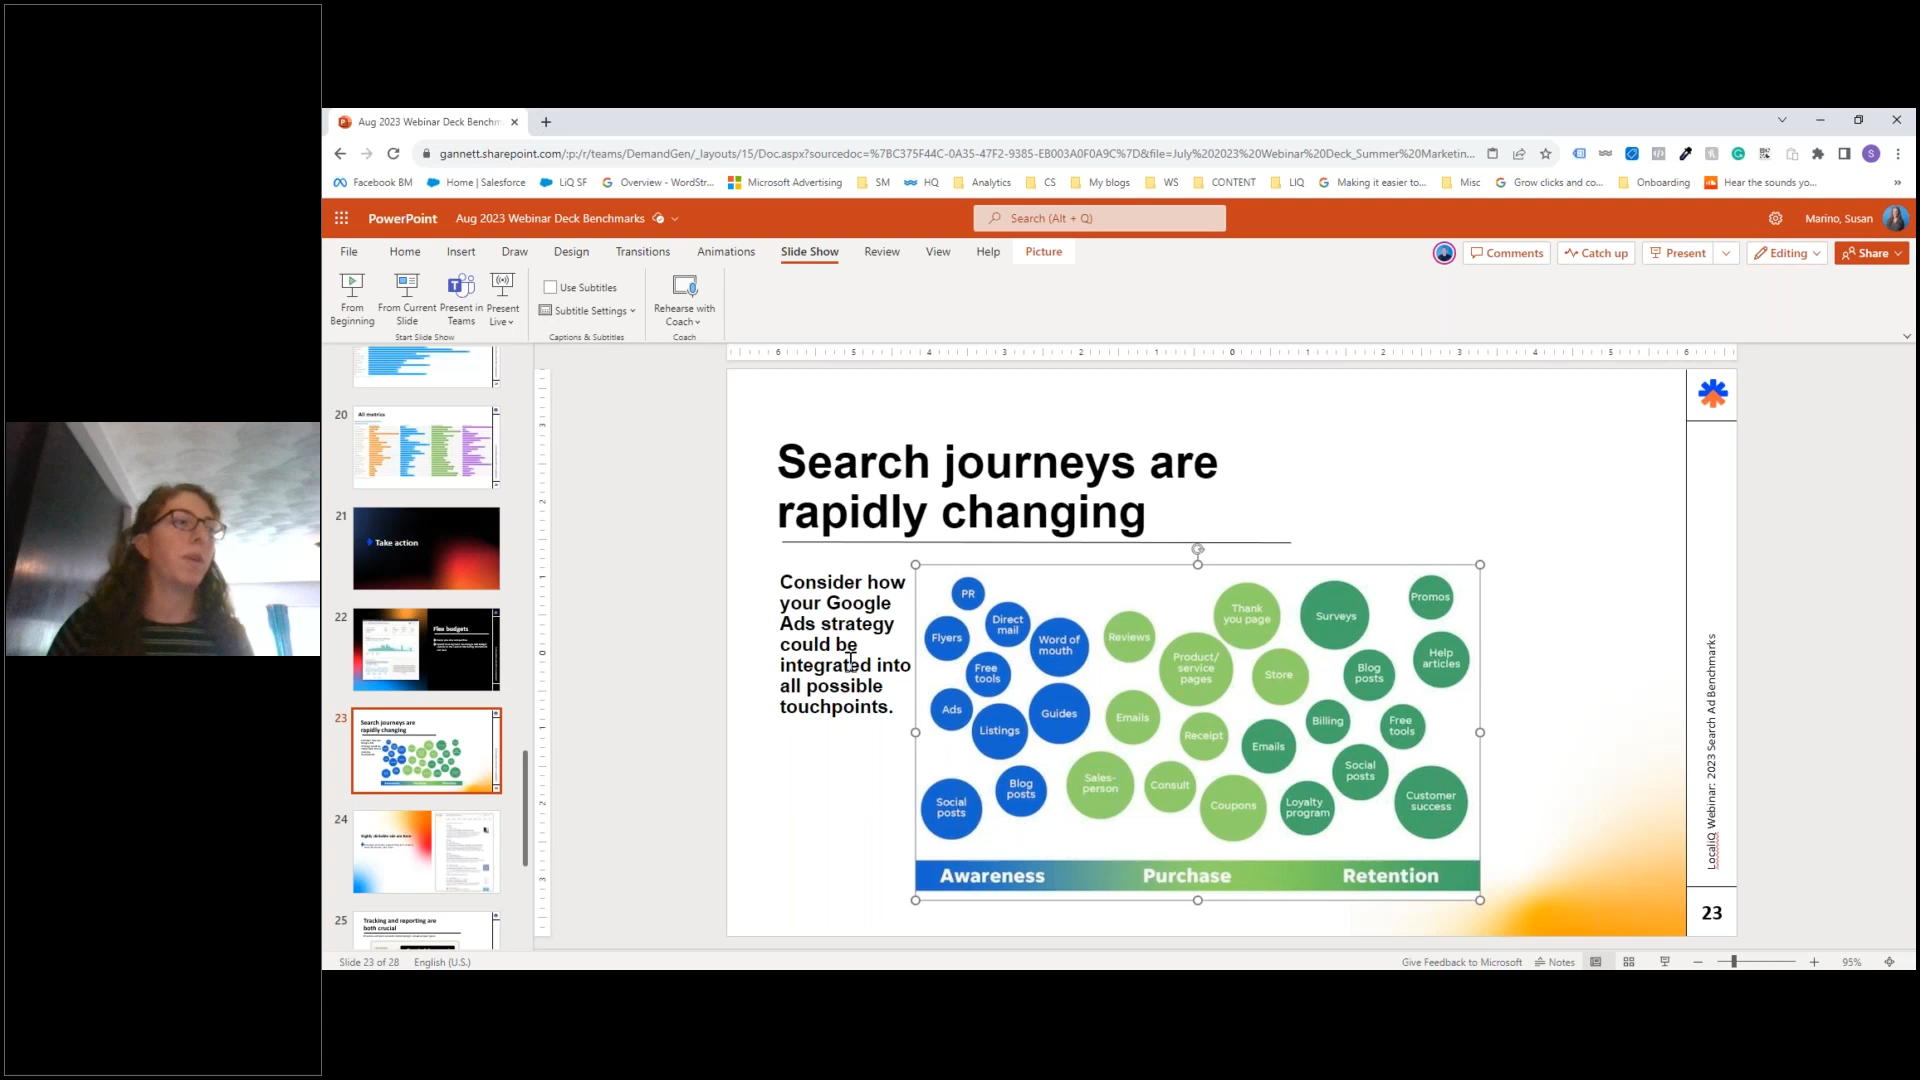 Aug 2023 Webinar Deck Benchm
gannett.sharepoint.com/:p:/r/teams/DemandGen/_layouts/15/Doc.aspx?sourcedoc=%7BC375F44C-0A35-47F2-9385-EB003A0F0A9C%7D&file=July%202023%20Webinar%20Deck_Summer%20Marketin...
Facebook BM Home | Salesforce LiQ SF Overview - WordStr... Microsoft Advertising SM HQ Analytics CS My blogs WS CONTENT LIQ Making it easier to... Misc Grow clicks and co... Onboarding Hear the sounds yo... »
PowerPoint Aug 2023 Webinar Deck Benchmarks Search (Alt + Q) Marino, Susan
File Home Insert Draw Design Transitions Animations Slide Show Review View Help Picture Comments Catch up Present Editing Share
From Beginning
From Current Slide
Present in Teams
Present Live
Use Subtitles
Subtitle Settings
Rehearse with Coach
Start Slide Show Captions & Subtitles Coach
20
All metrics
21
Take action
22
Flex budgets
23
Search journeys are
rapidly changing
24
25
Tracking and reporting are
both crucial
Search journeys are
rapidly changing
Consider how
your Google
Ads strategy
could be
integrated into
all possible
touchpoints.
PR
Flyers
Direct mail
Word of mouth
Free tools
Ads
Listings
Guides
Social posts
Blog posts
Reviews
Thank you page
Product/ service pages
Store
Emails
Receipt
Sales- person
Consult
Coupons
Surveys
Promos
Blog posts
Help articles
Billing
Free tools
Emails
Social posts
Loyalty program
Customer success
Awareness Purchase Retention
LocaliQ Webinar: 2023 Search Ad Benchmarks
23
Slide 23 of 28 English (U.S.) Give Feedback to Microsoft Notes 95%